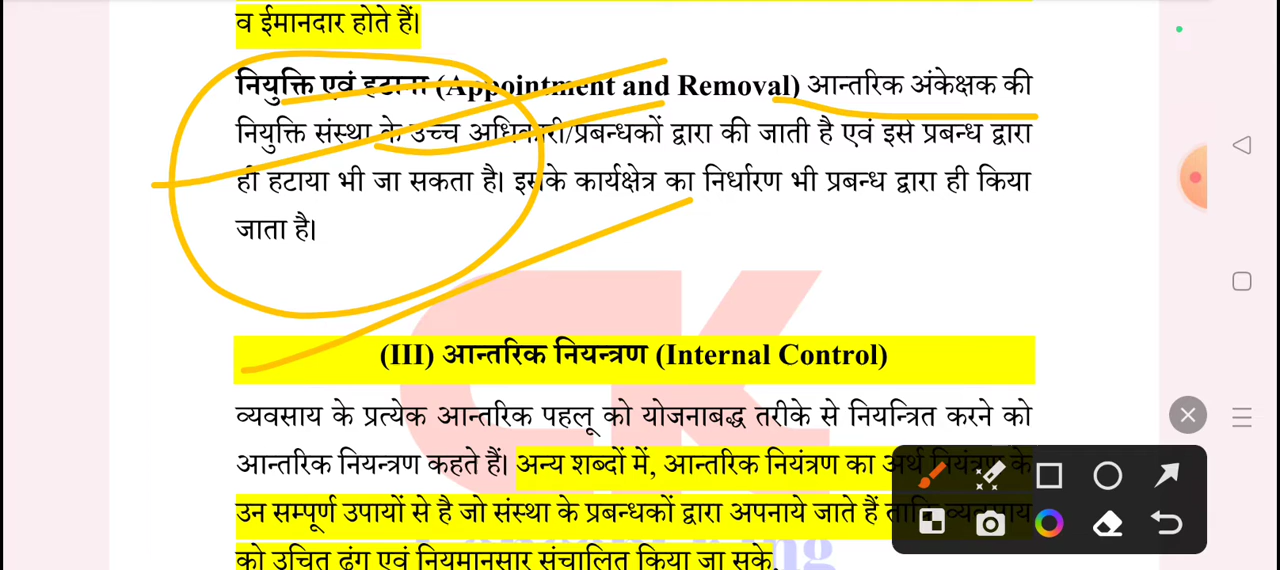 व ईमानदार होते हैं।
नियुक्ति एवं हटाना (Appointment and Removal) आन्तरिक अंकेक्षक की
नियुक्ति संस्था के उच्च अधिकारी/प्रबन्धकों द्वारा की जाती है एवं इसे प्रबन्ध द्वारा
ही हटाया भी जा सकता है। इसके कार्यक्षेत्र का निर्धारण भी प्रबन्ध द्वारा ही किया
जाता है।
(III) आन्तरिक नियन्त्रण (Internal Control)
व्यवसाय के प्रत्येक आन्तरिक पहलू को योजनाबद्ध तरीके से नियन्त्रित करने को
आन्तरिक नियन्त्रण कहते हैं। अन्य शब्दों में, आन्तरिक नियंत्रण का अर्थ नियंत्रण के
उन सम्पूर्ण उपायों से है जो संस्था के प्रबन्धकों द्वारा अपनाये जाते हैं ताकि व्यवसाय
को उचित ढंग एवं नियमानुसार संचालित किया जा सके.